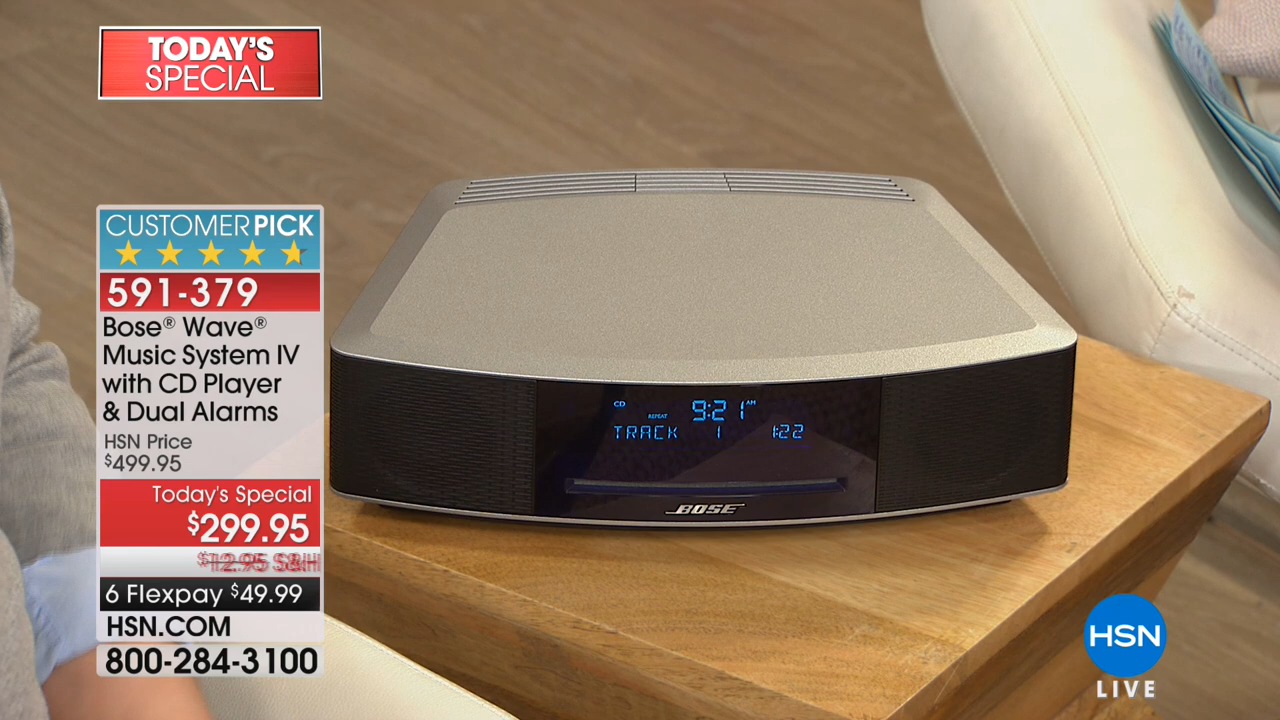 TODAY'S
SPECIAL
CUSTOMER PICK
591-379
Bose® Wave®
Music System IV
with CD Player
& Dual Alarms
HSN Price
$499.95
Today's Special
$299.95
$12.95 S&H
6 Flexpay $49.99
HSN.COM
800-284-3100
CD
REPEAT
9:21 AM
TRACK 1 1:22
BOSE
HSN
LIVE